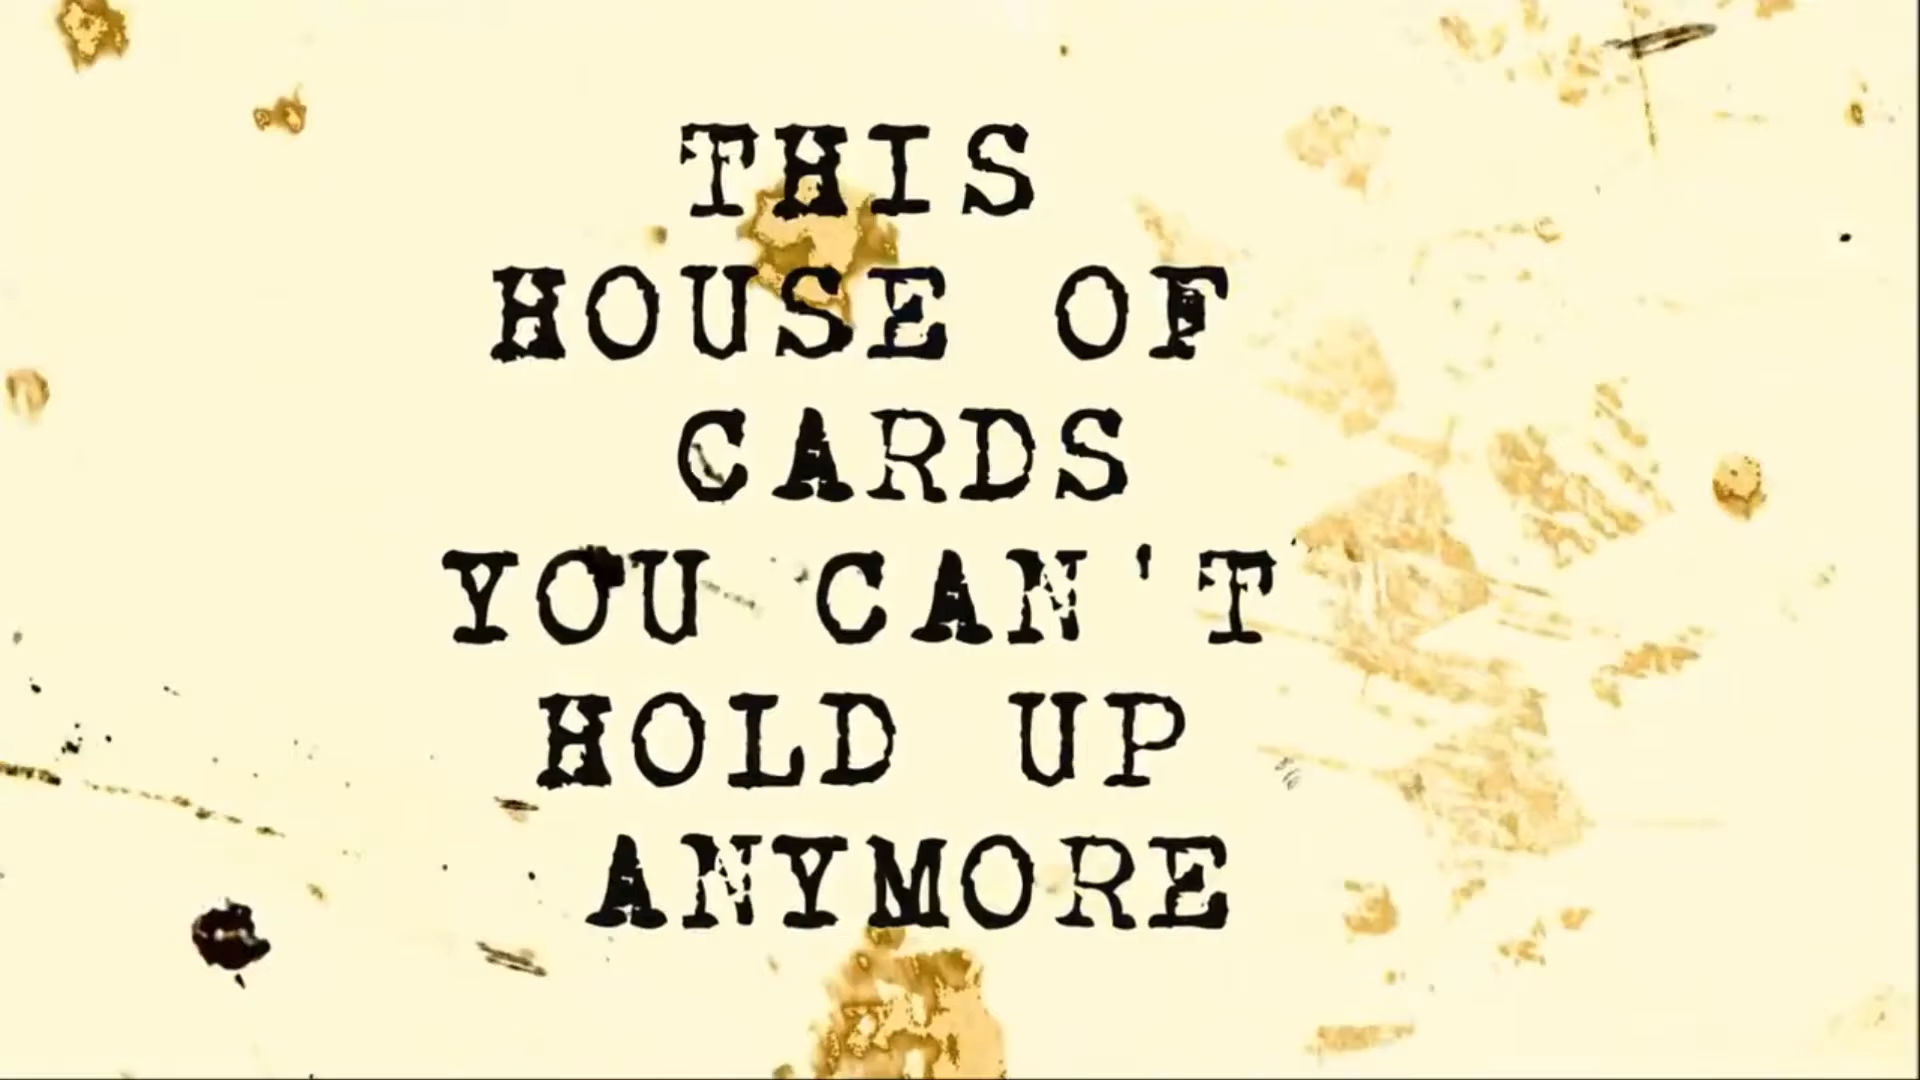 THIS
HOUSE OF
CARDS
YOU CAN'T
HOLD UP
ANYMORE